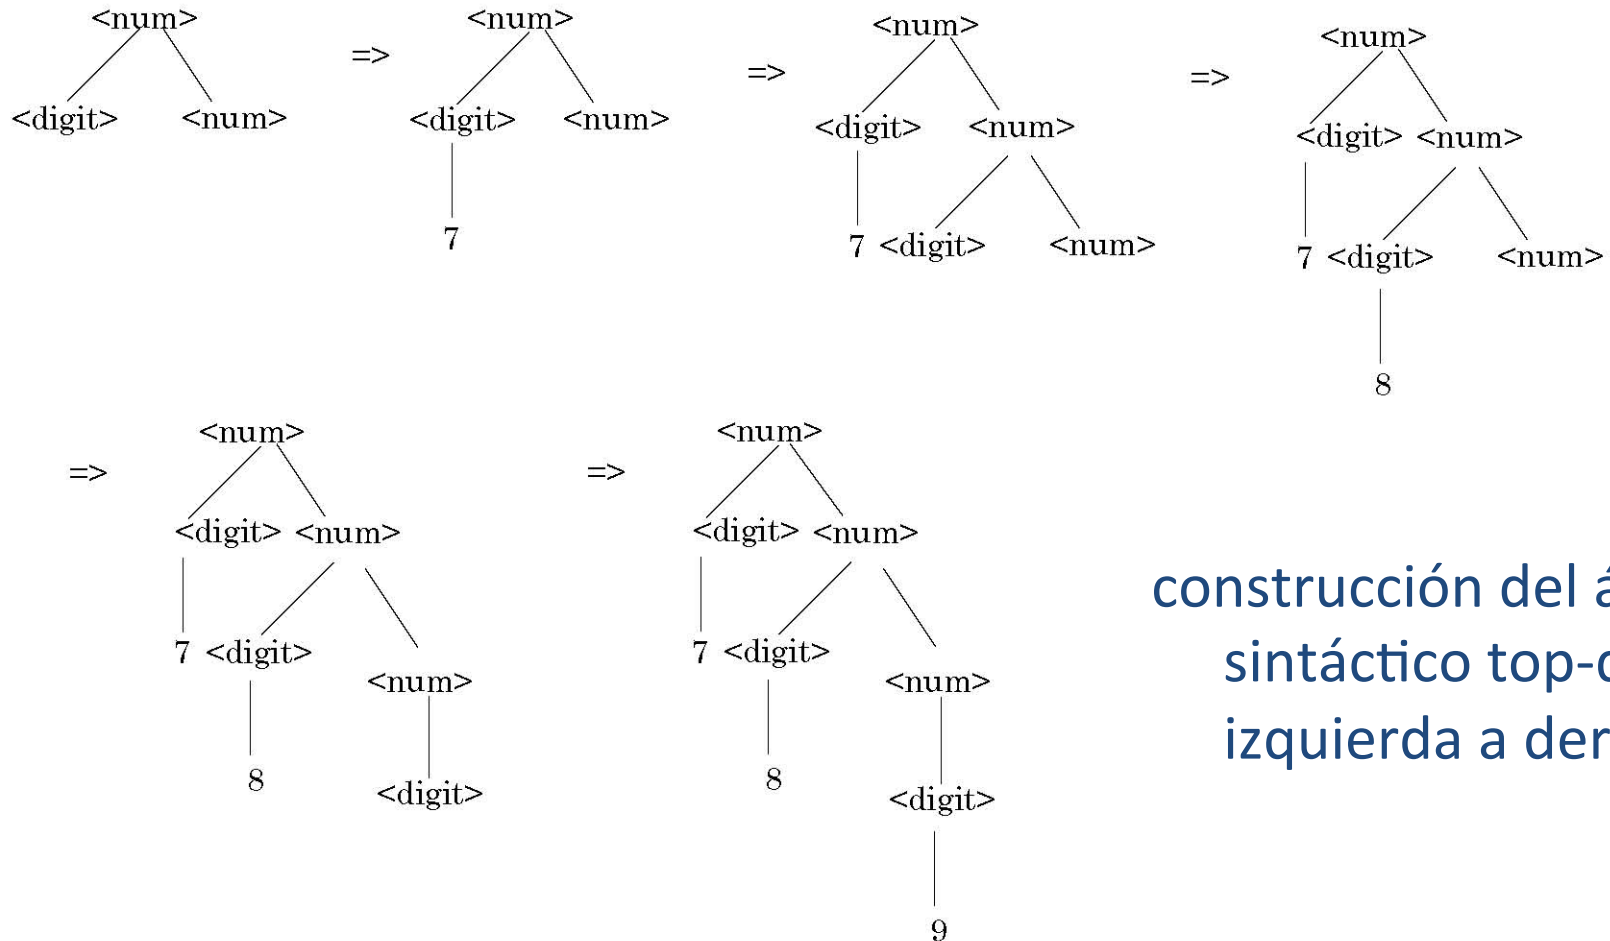 <num> => <num> => <num> => <num>
<digit> <num> <digit> <num> <digit> <num> <digit> <num>
7 7 <digit> <num> 7 <digit> <num>
8
=> <num> => <num>
<digit> <num> <digit> <num>
7 <digit> 7 <digit>
<num> <num>
8 <digit> 8 <digit>
9
construcción del
sintáctico top-
izquierda a